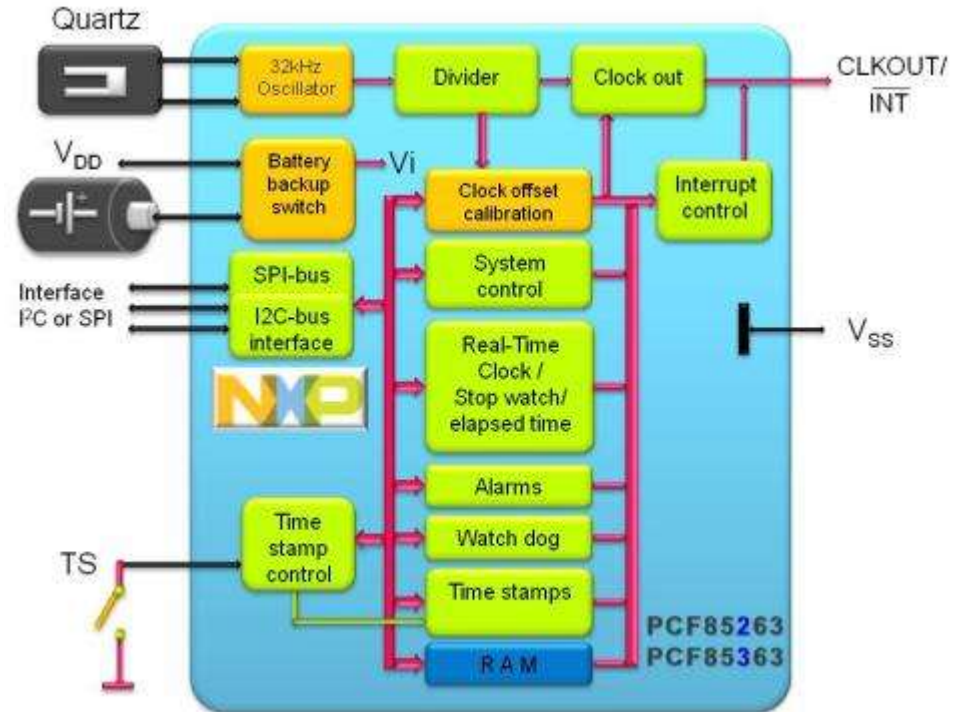 Quartz
32kHz
Oscillator
Divider
Clock out
CLKOUT/
INT
VDD
Battery
backup
switch
Vi
Clock offset
calibration
Interrupt
control
SPI-bus
I2C-bus
interface
Interface
I²C or SPI
System
control
VSS
NXP
Real-Time
Clock /
Stop watch/
elapsed time
Alarms
Time
stamp
control
Watch dog
TS
Time stamps
RAM
PCF85263
PCF85363